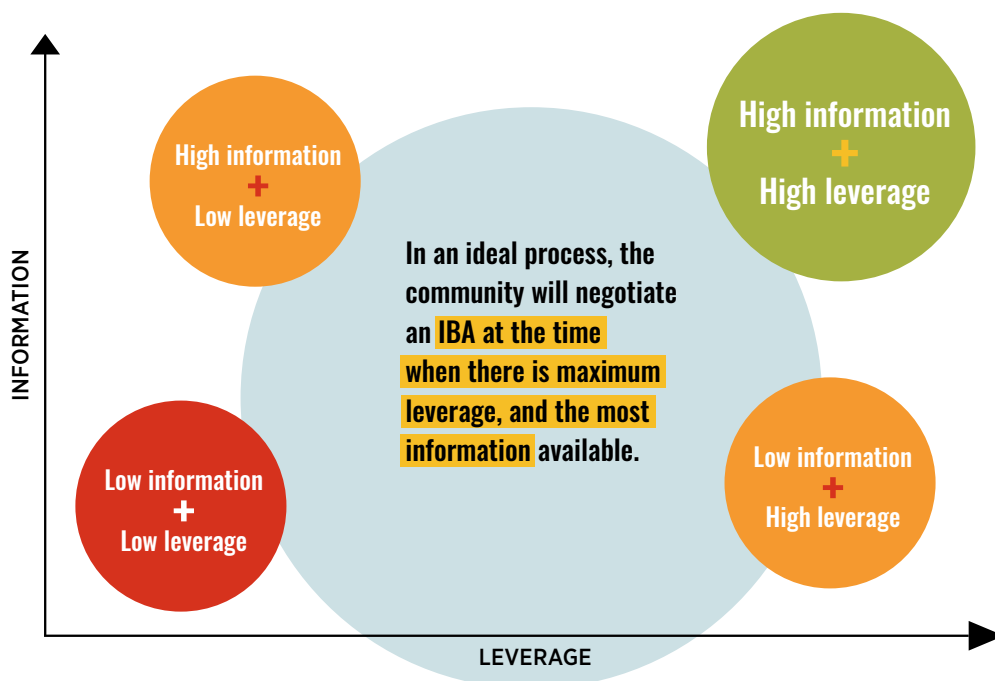 High information
+
High leverage
High information
+
Low leverage
In an ideal process, the
community will negotiate
an IBA at the time
when there is maximum
leverage, and the most
information available.
INFORMATION
Low information
+
High leverage
Low information
+
Low leverage
LEVERAGE